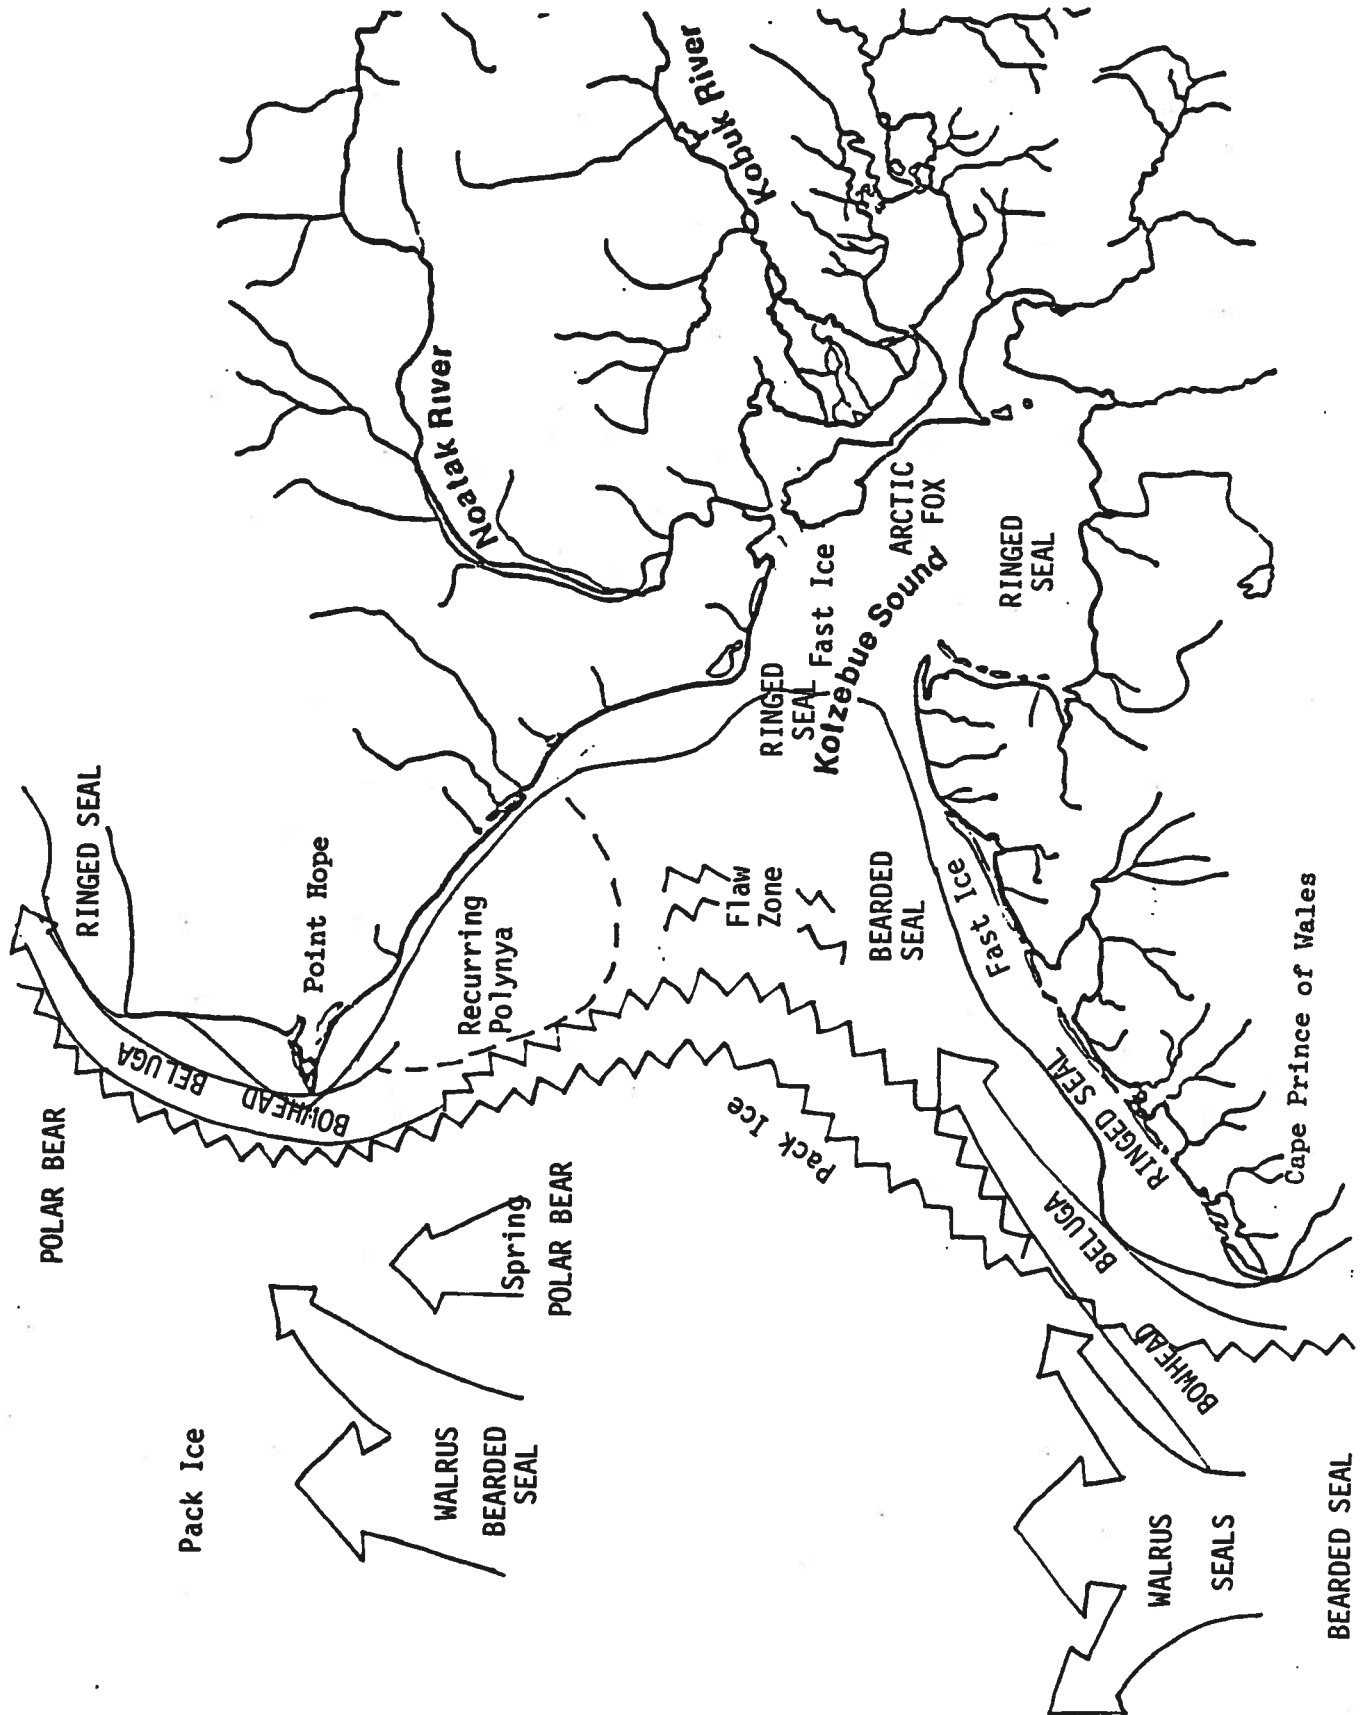 POLAR BEAR
RINGED SEAL
Pack Ice
BELUGA
BOWHEAD
Point Hope
WALRUS
BEARDED
SEAL
Spring
POLAR BEAR
Recurring
Polynya
Noatak River
Kobuk River
Flaw
Zone
Pack Ice
RINGED
SEAL
Fast Ice
Kotzebue Sound
ARCTIC
FOX
BEARDED
SEAL
RINGED
SEAL
Fast Ice
RINGED SEAL
BELUGA
BOWHEAD
WALRUS
SEALS
Cape Prince of Wales
BEARDED SEAL